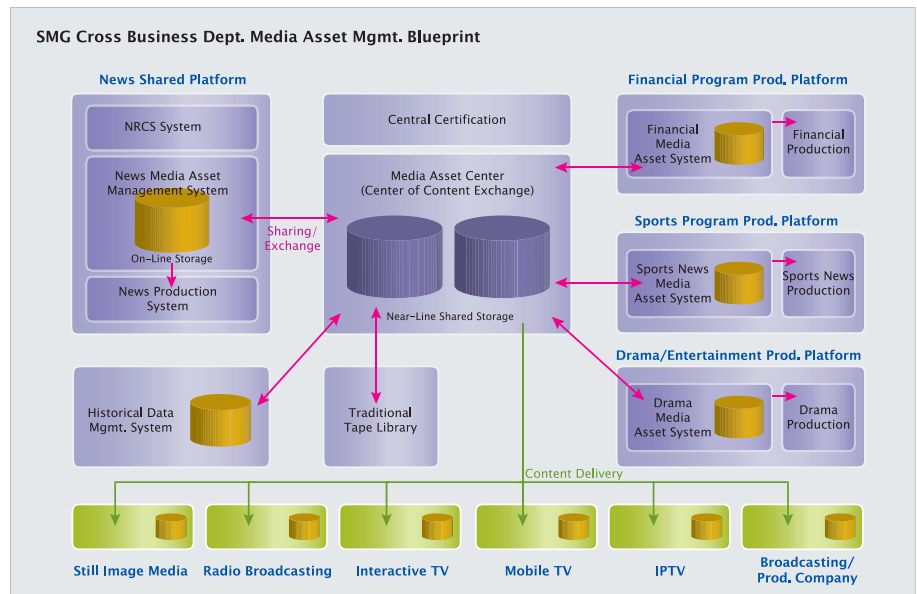 SMG Cross Business Dept. Media Asset Mgmt. Blueprint
News Shared Platform
NRCS System
News Media Asset
Management System
On-Line Storage
News Production
System
Sharing/
Exchange
Central Certification
Media Asset Center
(Center of Content Exchange)
Near-Line Shared Storage
Financial Program Prod. Platform
Financial
Media
Asset System
Financial
Production
Sports Program Prod. Platform
Sports News
Media
Asset System
Sports News
Production
Drama/Entertainment Prod. Platform
Drama
Media
Asset System
Drama
Production
Historical Data
Mgmt. System
Traditional
Tape Library
Content Delivery
Still Image Media
Radio Broadcasting
Interactive TV
Mobile TV
IPTV
Broadcasting/
Prod. Company